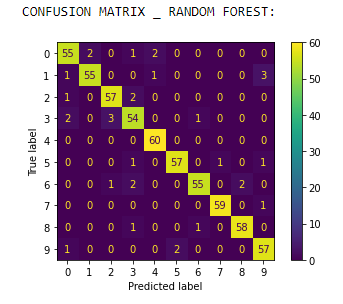 CONFUSION MATRIX _ RANDOM FOREST:
0 55 2 0 1 2 0 0 0 0 0
1 1 55 0 0 1 0 0 0 0 3
2 1 0 57 2 0 0 0 0 0 0
3 2 0 3 54 0 0 1 0 0 0
4 0 0 0 0 60 0 0 0 0 0
5 0 0 0 1 0 57 0 1 0 1
6 0 0 1 2 0 0 55 0 2 0
7 0 0 0 0 0 0 0 59 0 1
8 0 0 0 1 0 0 1 0 58 0
9 1 0 0 0 0 2 0 0 0 57
0 1 2 3 4 5 6 7 8 9
Predicted label
True label
60
50
40
30
20
10
0